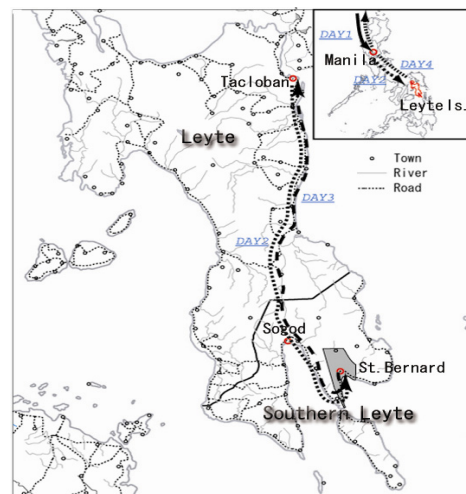 DAY1
Manila
DAY4
DAY2
Leyte Is.
Tacloban
Leyte
Town
River
Road
DAY3
DAY2
Sogod
St. Bernard
Southern Leyte